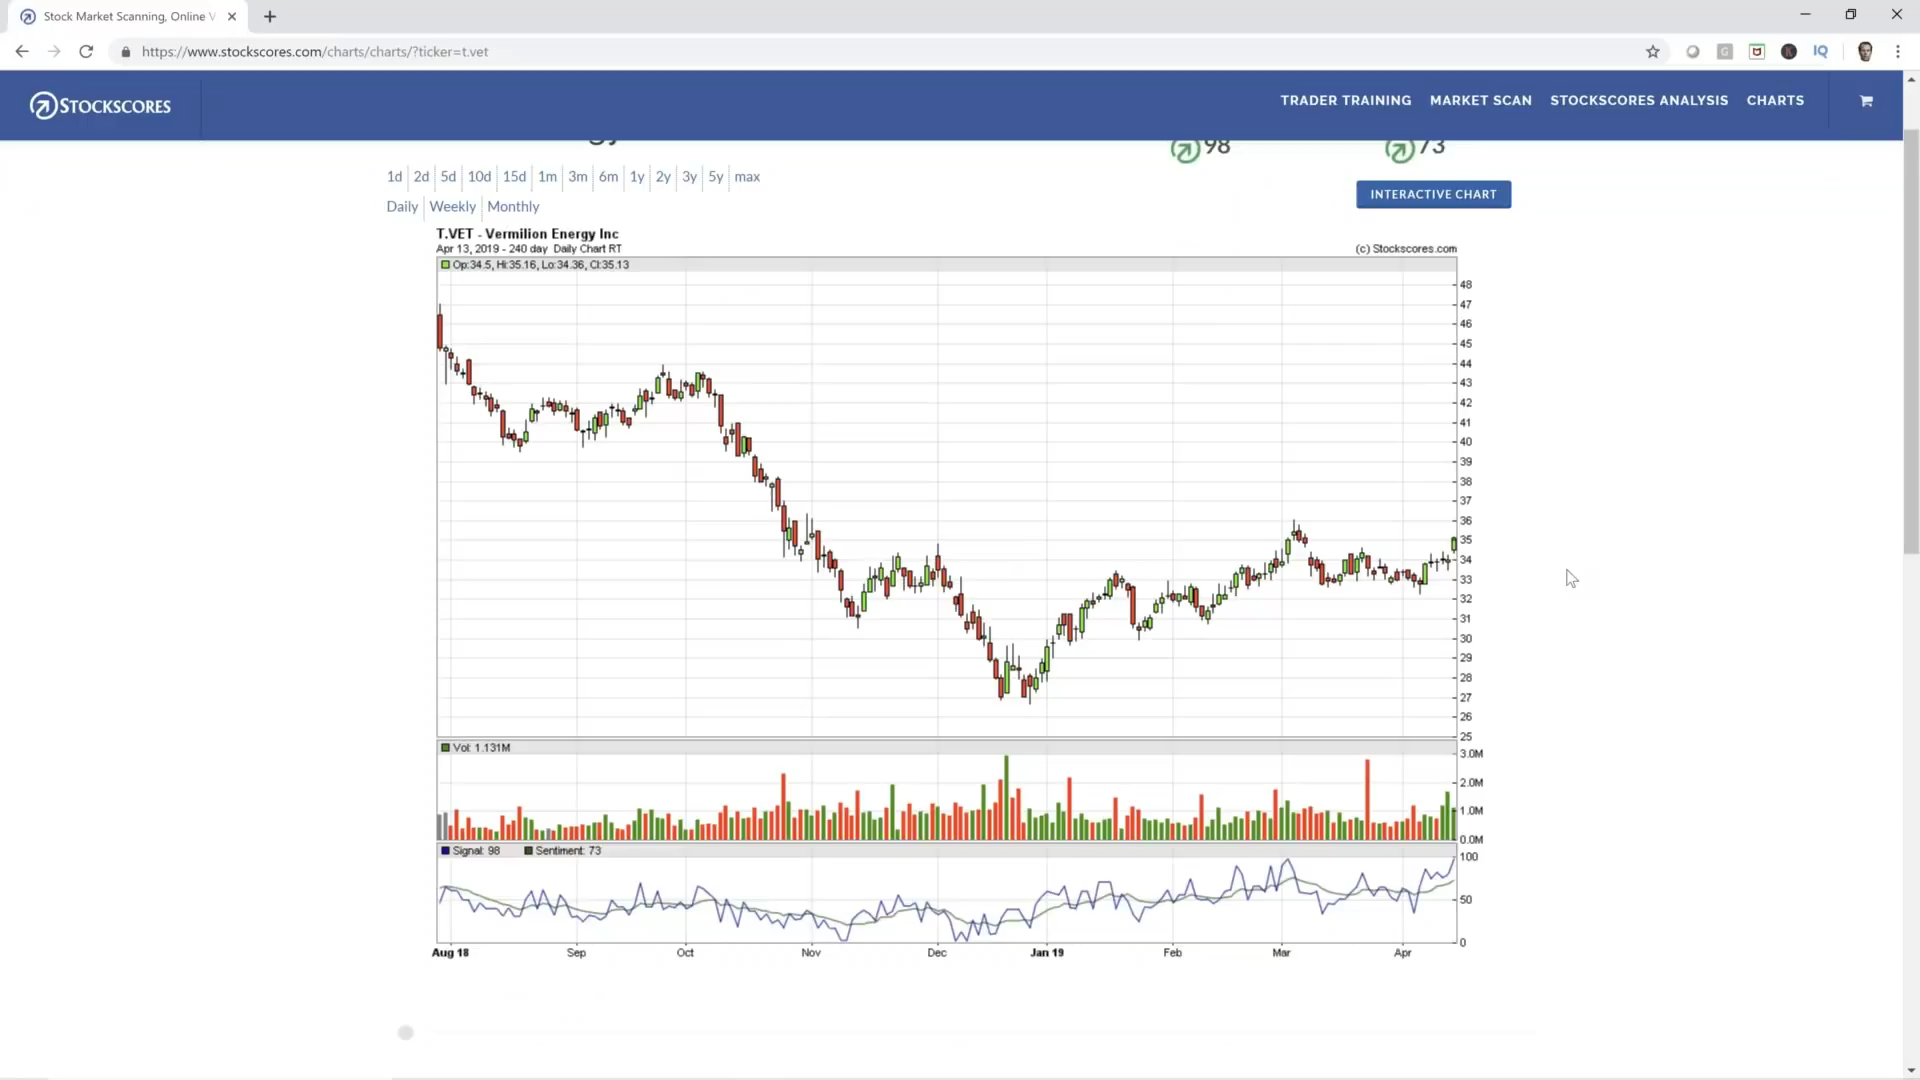 Stock Market Scanning, Online V
https://www.stockscores.com/charts/charts/?ticker=t.vet
IQ
STOCKSCORES
TRADER TRAINING
MARKET SCAN
STOCKSCORES ANALYSIS
CHARTS
98
73
1d 2d 5d 10d 15d 1m 3m 6m 1y 2y 3y 5y max
INTERACTIVE CHART
Daily Weekly Monthly
T.VET - Vermilion Energy Inc
Apr 13, 2019 - 240 day Daily Chart RT
(c) Stockscores.com
Op:34.5, Hi:35.16, Lo:34.36, Cl:35.13
48
47
46
45
44
43
42
41
40
39
38
37
36
35
34
33
32
31
30
29
28
27
26
25
Vol: 1.131M
3.0M
2.0M
1.0M
0.0M
Signal: 98 Sentiment: 73
100
50
0
Aug 18 Sep Oct Nov Dec Jan 19 Feb Mar Apr